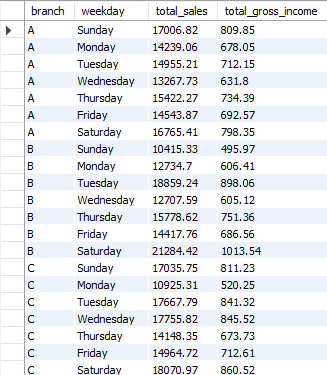 branch weekday total_sales total_gross_income
A Sunday 17006.82 809.85
A Monday 14239.06 678.05
A Tuesday 14955.21 712.15
A Wednesday 13267.73 631.8
A Thursday 15422.27 734.39
A Friday 14543.87 692.57
A Saturday 16765.41 798.35
B Sunday 10415.33 495.97
B Monday 12734.7 606.41
B Tuesday 18859.24 898.06
B Wednesday 12707.59 605.12
B Thursday 15778.62 751.36
B Friday 14417.76 686.56
B Saturday 21284.42 1013.54
C Sunday 17035.75 811.23
C Monday 10925.31 520.25
C Tuesday 17667.79 841.32
C Wednesday 17755.82 845.52
C Thursday 14148.35 673.73
C Friday 14964.72 712.61
C Saturday 18070.97 860.52